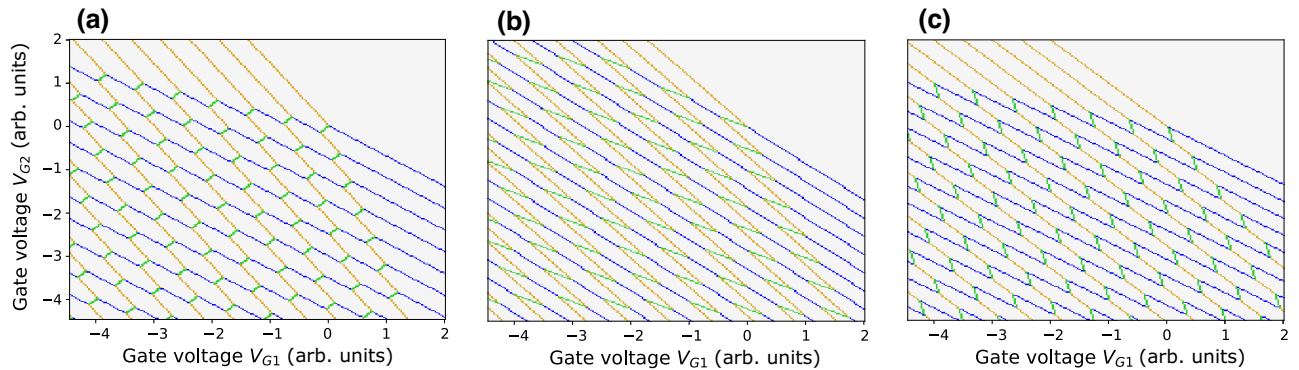 (a)
(b)
(c)
Gate voltage V_G2 (arb. units)
2
1
0
−1
−2
−3
−4
−4 −3 −2 −1 0 1 2
Gate voltage V_G1 (arb. units)
−4 −3 −2 −1 0 1 2
Gate voltage V_G1 (arb. units)
−4 −3 −2 −1 0 1 2
Gate voltage V_G1 (arb. units)